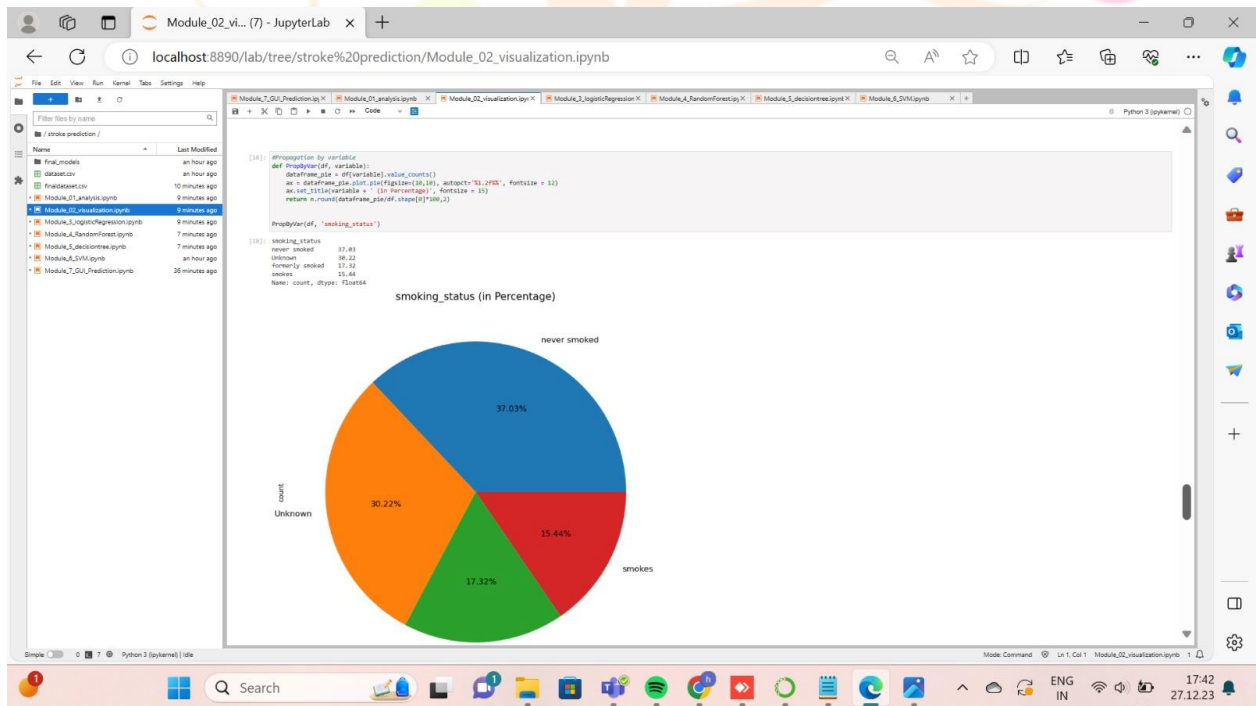 Module_02_vi... (7) - JupyterLab
localhost:8890/lab/tree/stroke%20prediction/Module_02_visualization.ipynb
File Edit View Run Kernel Tabs Settings Help
Module_7_GUI_Prediction.ipy
Module_01_analysis.ipynb
Module_02_visualization.ipyr
Module_3_logisticRegression
Module_4_RandomForest.ipy
Module_5_decisiontree.ipynb
Module_6_SVM.ipynb
Code
Python 3 (ipykernel)
Filter files by name
/ stroke prediction /
Name Last Modified
final_models an hour ago
dataset.csv an hour ago
finaldataset.csv 10 minutes ago
Module_01_analysis.ipynb 9 minutes ago
Module_02_visualization.ipynb 9 minutes ago
Module_3_logisticRegression.ipynb 9 minutes ago
Module_4_RandomForest.ipynb 7 minutes ago
Module_5_decisiontree.ipynb 7 minutes ago
Module_6_SVM.ipynb an hour ago
Module_7_GUI_Prediction.ipynb 36 minutes ago
#Propogation by variable
def PropByVar(df, variable):
dataframe_pie = df[variable].value_counts()
ax = dataframe_pie.plot.pie(figsize=(10,10), autopct='%1.2f%%', fontsize = 12)
ax.set_title(variable + ' (in Percentage)', fontsize = 15)
return n.round(dataframe_pie/df.shape[0]*100,2)
PropByVar(df, 'smoking_status')
smoking_status
never smoked 37.03
Unknown 30.22
formerly smoked 17.32
smokes 15.44
Name: count, dtype: float64
smoking_status (in Percentage)
never smoked
37.03%
count
Unknown
30.22%
15.44%
smokes
17.32%
Simple 0 7 Python 3 (ipykernel) | Idle
Mode: Command Ln 1, Col 1 Module_02_visualization.ipynb 1
1
Search
1
ENG
IN
17:42
27.12.23